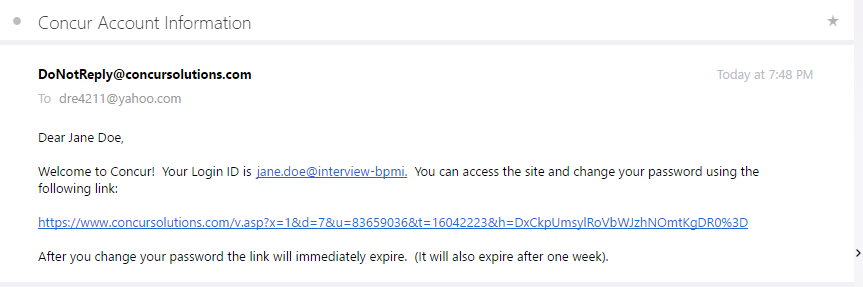 Concur Account Information
DoNotReply@concursolutions.com
Today at 7:48 PM
To dre4211@yahoo.com
Dear Jane Doe,
Welcome to Concur! Your Login ID is jane.doe@interview-bpmi. You can access the site and change your password using the
following link:
https://www.concursolutions.com/v.asp?x=1&d=7&u=83659036&t=16042223&h=DxCkpUmsylRoVbWJzhNOmtKgDR0%3D
After you change your password the link will immediately expire. (It will also expire after one week).